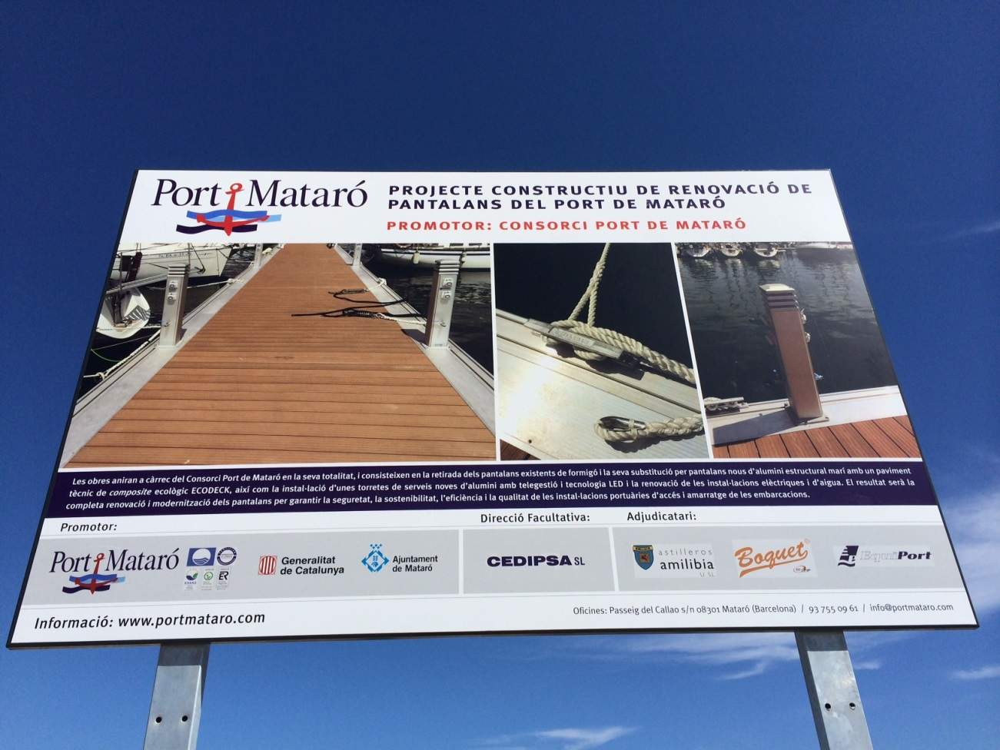 Port Mataró
PROJECTE CONSTRUCTIU DE RENOVACIÓ DE
PANTALANS DEL PORT DE MATARÓ
PROMOTOR: CONSORCI PORT DE MATARÓ
Les obres aniran a càrrec del Consorci Port de Mataró en la seva totalitat, i consisteixen en la retirada dels pantalans existents de formigó i la seva substitució per pantalans nous d'alumini estructural marí amb un paviment
tècnic de composite ecològic ECODECK, així com la instal·lació d'unes torretes de serveis noves d'alumini amb telegestió i tecnologia LED i la renovació de les instal·lacions elèctriques i d'aigua. El resultat serà la
completa renovació i modernització dels pantalans per garantir la seguretat, la sostenibilitat, l'eficiència i la qualitat de les instal·lacions portuàries d'accés i amarratge de les embarcacions.
Promotor:
Direcció Facultativa:
Adjudicatari:
Port Mataró
EMAS
Generalitat
de Catalunya
Ajuntament
de Mataró
CEDIPSA SL
astilleros
amilibia
U SL
Boquet
EquiPort
Informació: www.portmataro.com
Oficines: Passeig del Callao s/n 08301 Mataró (Barcelona) / 93 755 09 61 / info@portmataro.com